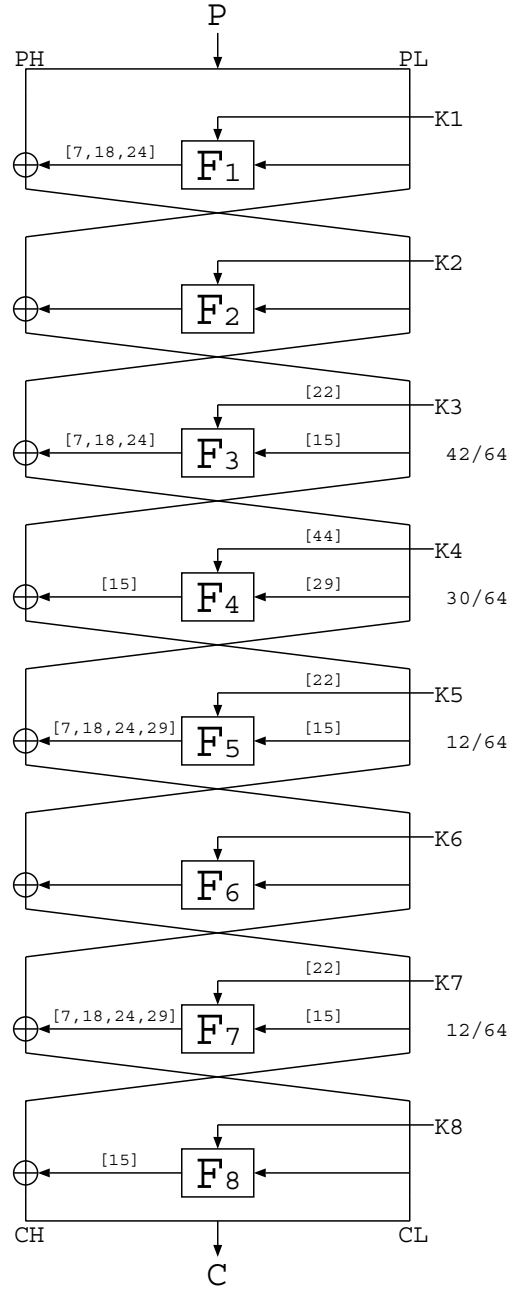 P
PH PL
K1
[7,18,24] F1
K2
F2
[22] K3
[7,18,24] F3 [15] 42/64
[44] K4
[15] F4 [29] 30/64
[22] K5
[7,18,24,29] F5 [15] 12/64
K6
F6
[22] K7
[7,18,24,29] F7 [15] 12/64
K8
[15] F8
CH CL
C